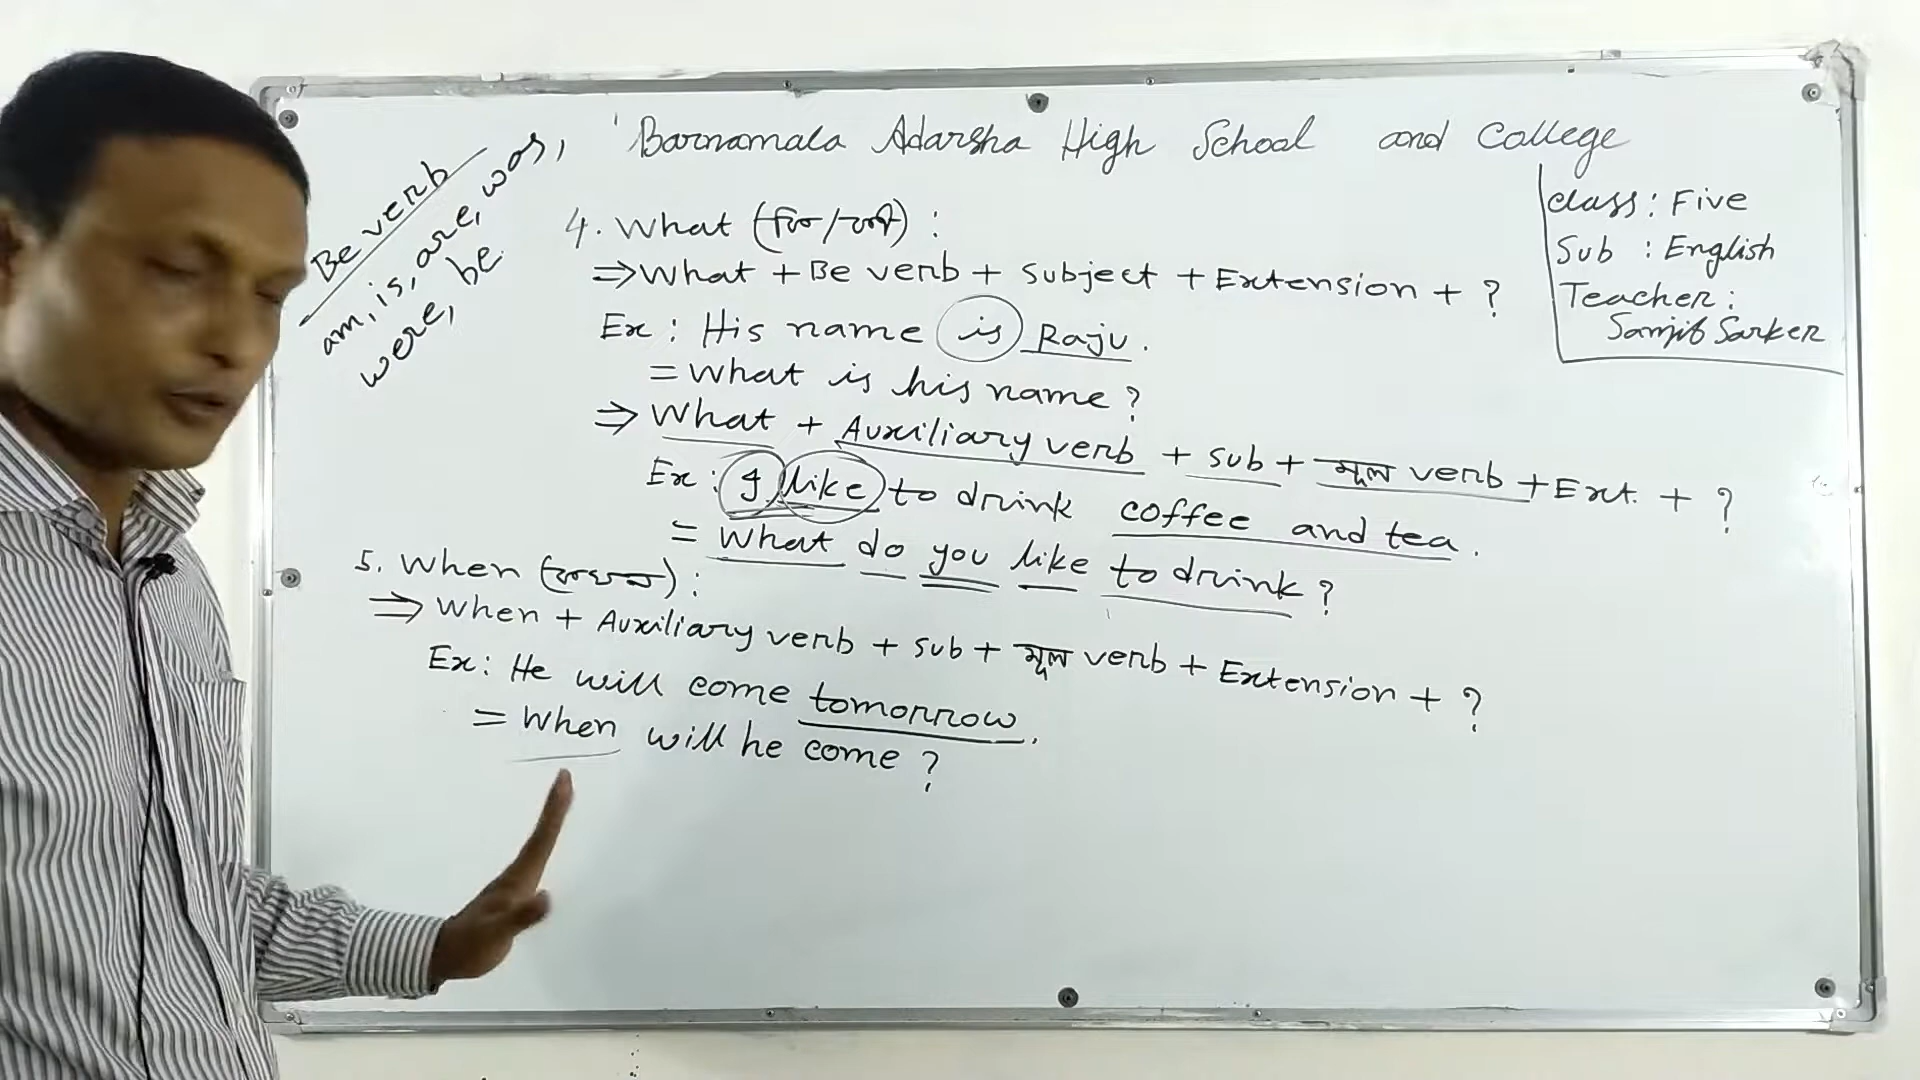 Barnamala Adarsha High School and College
Be verb
am, is, are, was,
were, be.
class: Five
Sub : English
Teacher:
Sanjib Sarker
4. What (কি/কী) :
⇒ What + Be verb + Subject + Extension + ?
Ex : His name is Raju.
= What is his name?
⇒ What + Auxiliary verb + sub + মূল verb + Ext. + ?
Ex : I like to drink coffee and tea.
= What do you like to drink?
5. When (কখন) :
⇒ When + Auxiliary verb + sub + মূল verb + Extension + ?
Ex: He will come tomorrow.
= When will he come?